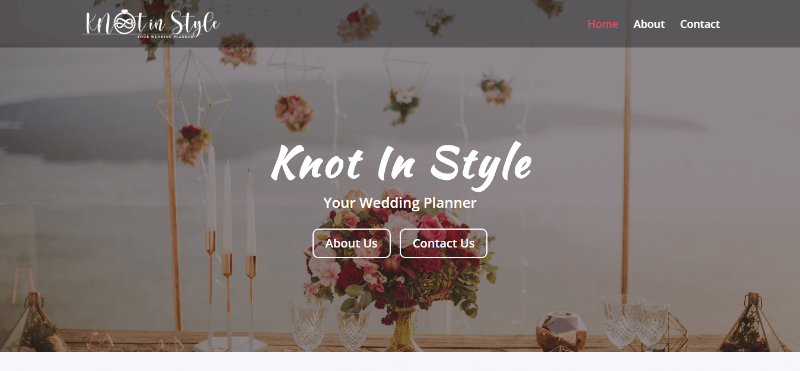 Knot in Style
YOUR WEDDING PLANNER
Home About Contact
Knot In Style
Your Wedding Planner
About Us Contact Us